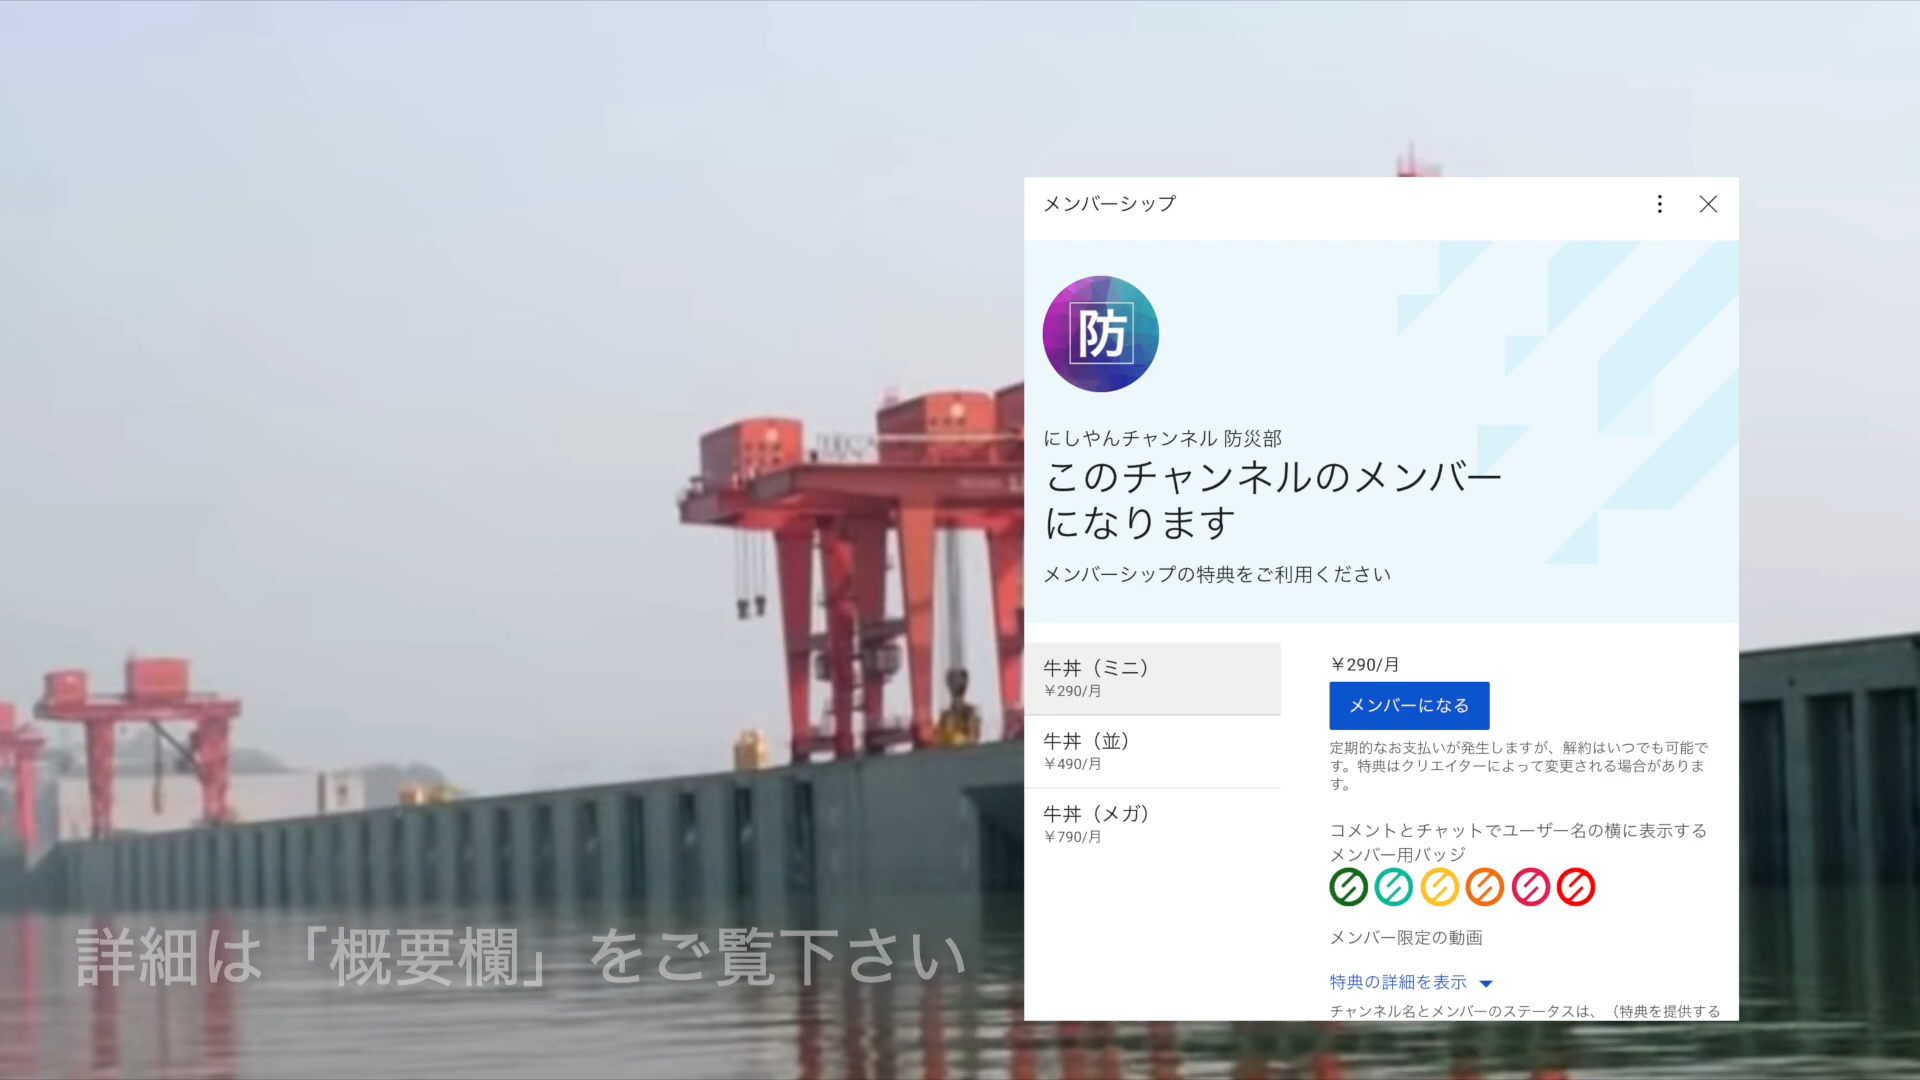 メンバーシップ
防
にしやんチャンネル 防災部
このチャンネルのメンバー
になります
メンバーシップの特典をご利用ください
牛丼（ミニ）
￥290/月
牛丼（並）
￥490/月
牛丼（メガ）
￥790/月
￥290/月
メンバーになる
定期的なお支払いが発生しますが、解約はいつでも可能で
す。特典はクリエイターによって変更される場合がありま
す。
コメントとチャットでユーザー名の横に表示する
メンバー用バッジ
メンバー限定の動画
特典の詳細を表示
チャンネル名とメンバーのステータスは、（特典を提供する
詳細は「概要欄」をご覧下さい